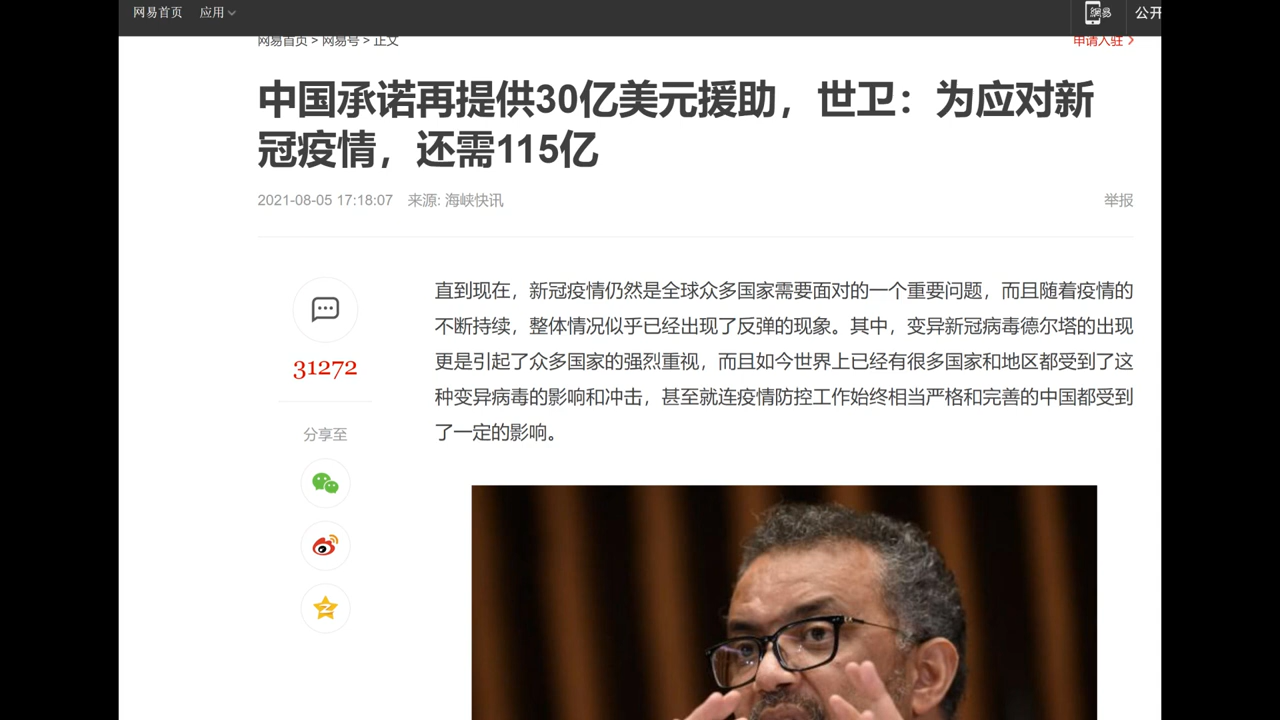 网易首页 应用
公开
网易首页 > 网易号 > 正文
申请入驻 >
中国承诺再提供30亿美元援助，世卫：为应对新
冠疫情，还需115亿
2021-08-05 17:18:07 来源: 海峡快讯
举报
31272
分享至
直到现在，新冠疫情仍然是全球众多国家需要面对的一个重要问题，而且随着疫情的
不断持续，整体情况似乎已经出现了反弹的现象。其中，变异新冠病毒德尔塔的出现
更是引起了众多国家的强烈重视，而且如今世界上已经有很多国家和地区都受到了这
种变异病毒的影响和冲击，甚至就连疫情防控工作始终相当严格和完善的中国都受到
了一定的影响。